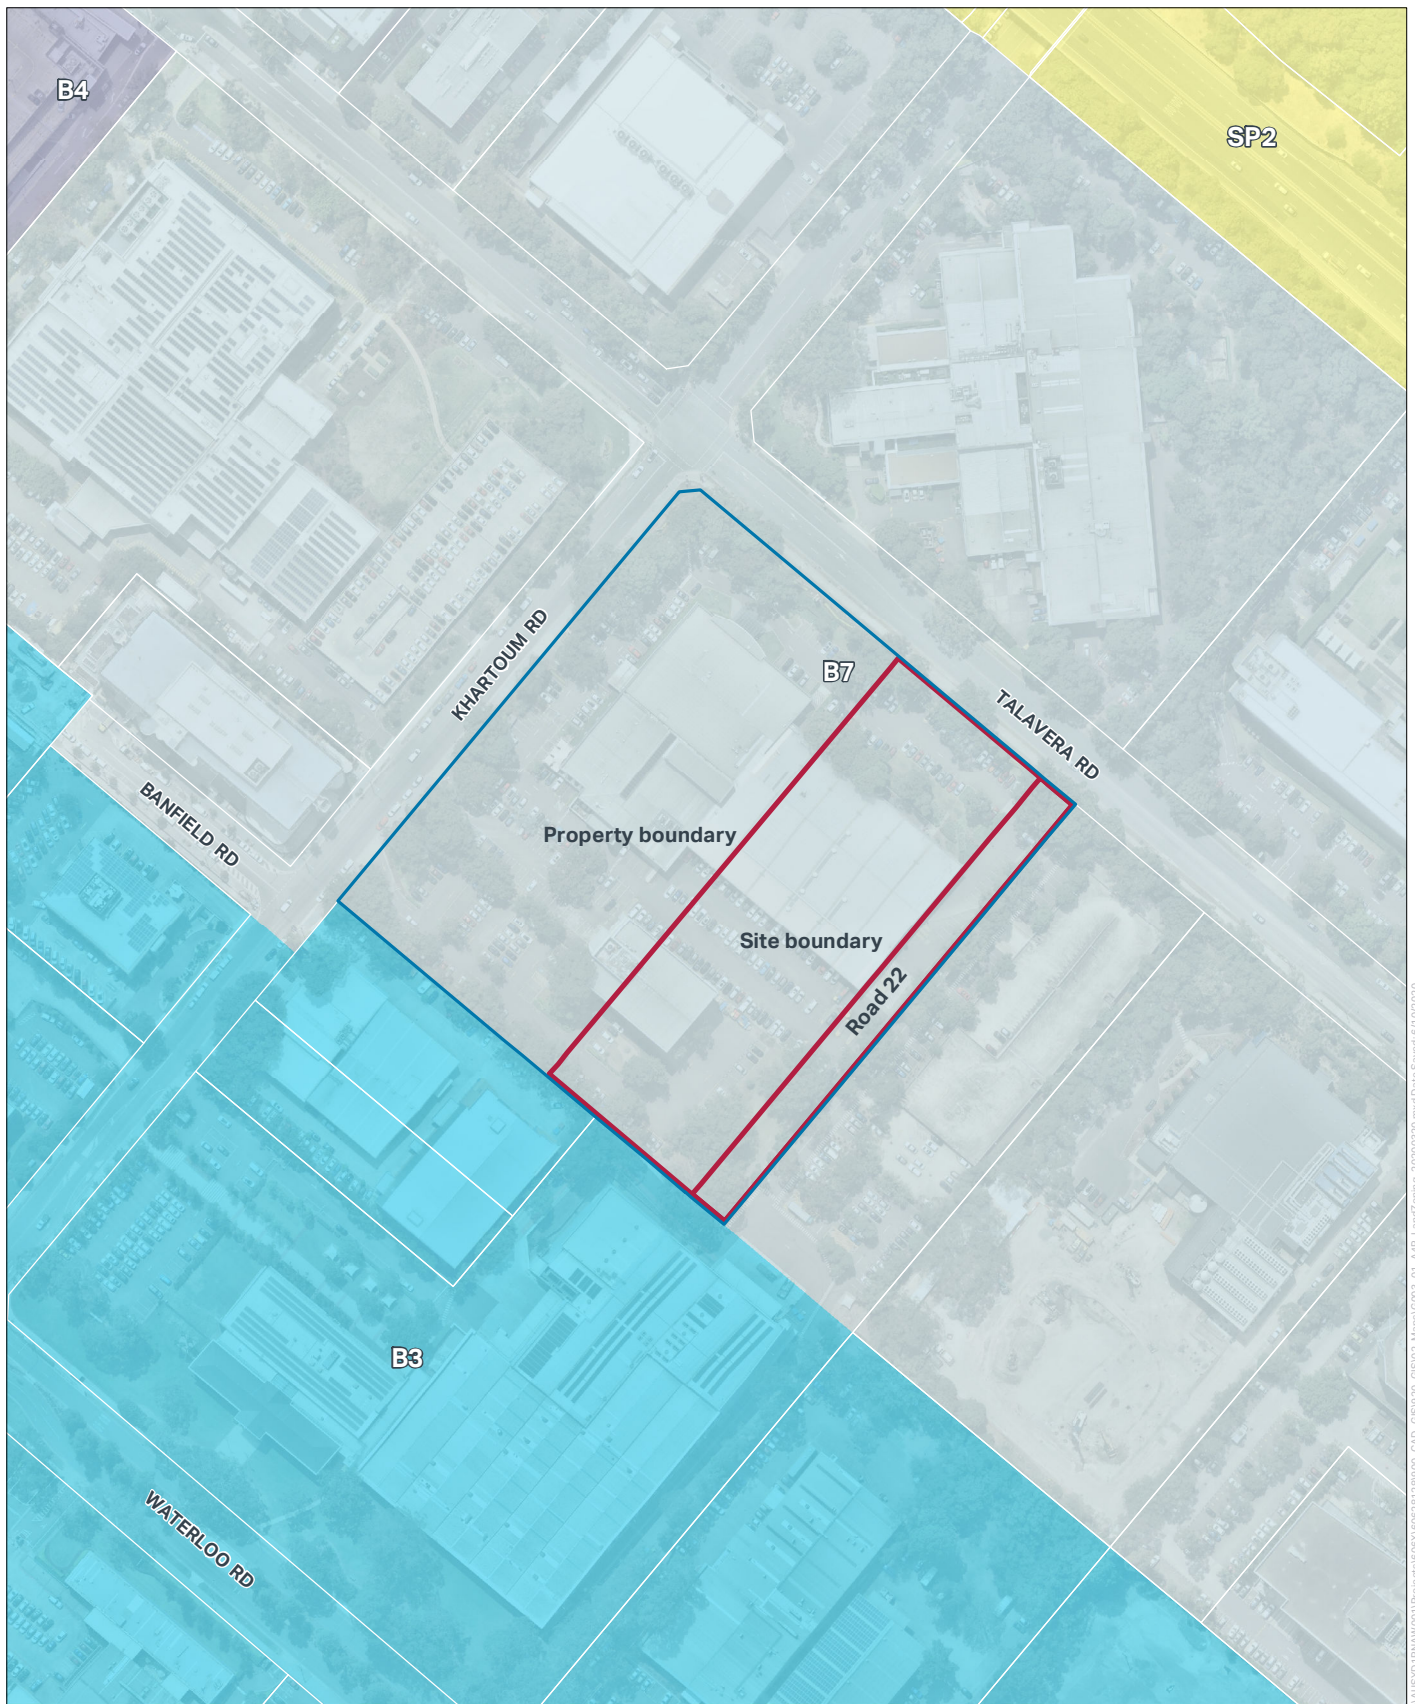 B4
SP2
KHARTOUM RD
B7
TALAVERA RD
BANFIELD RD
Property boundary
Site boundary
Road 22
B3
WATERLOO RD